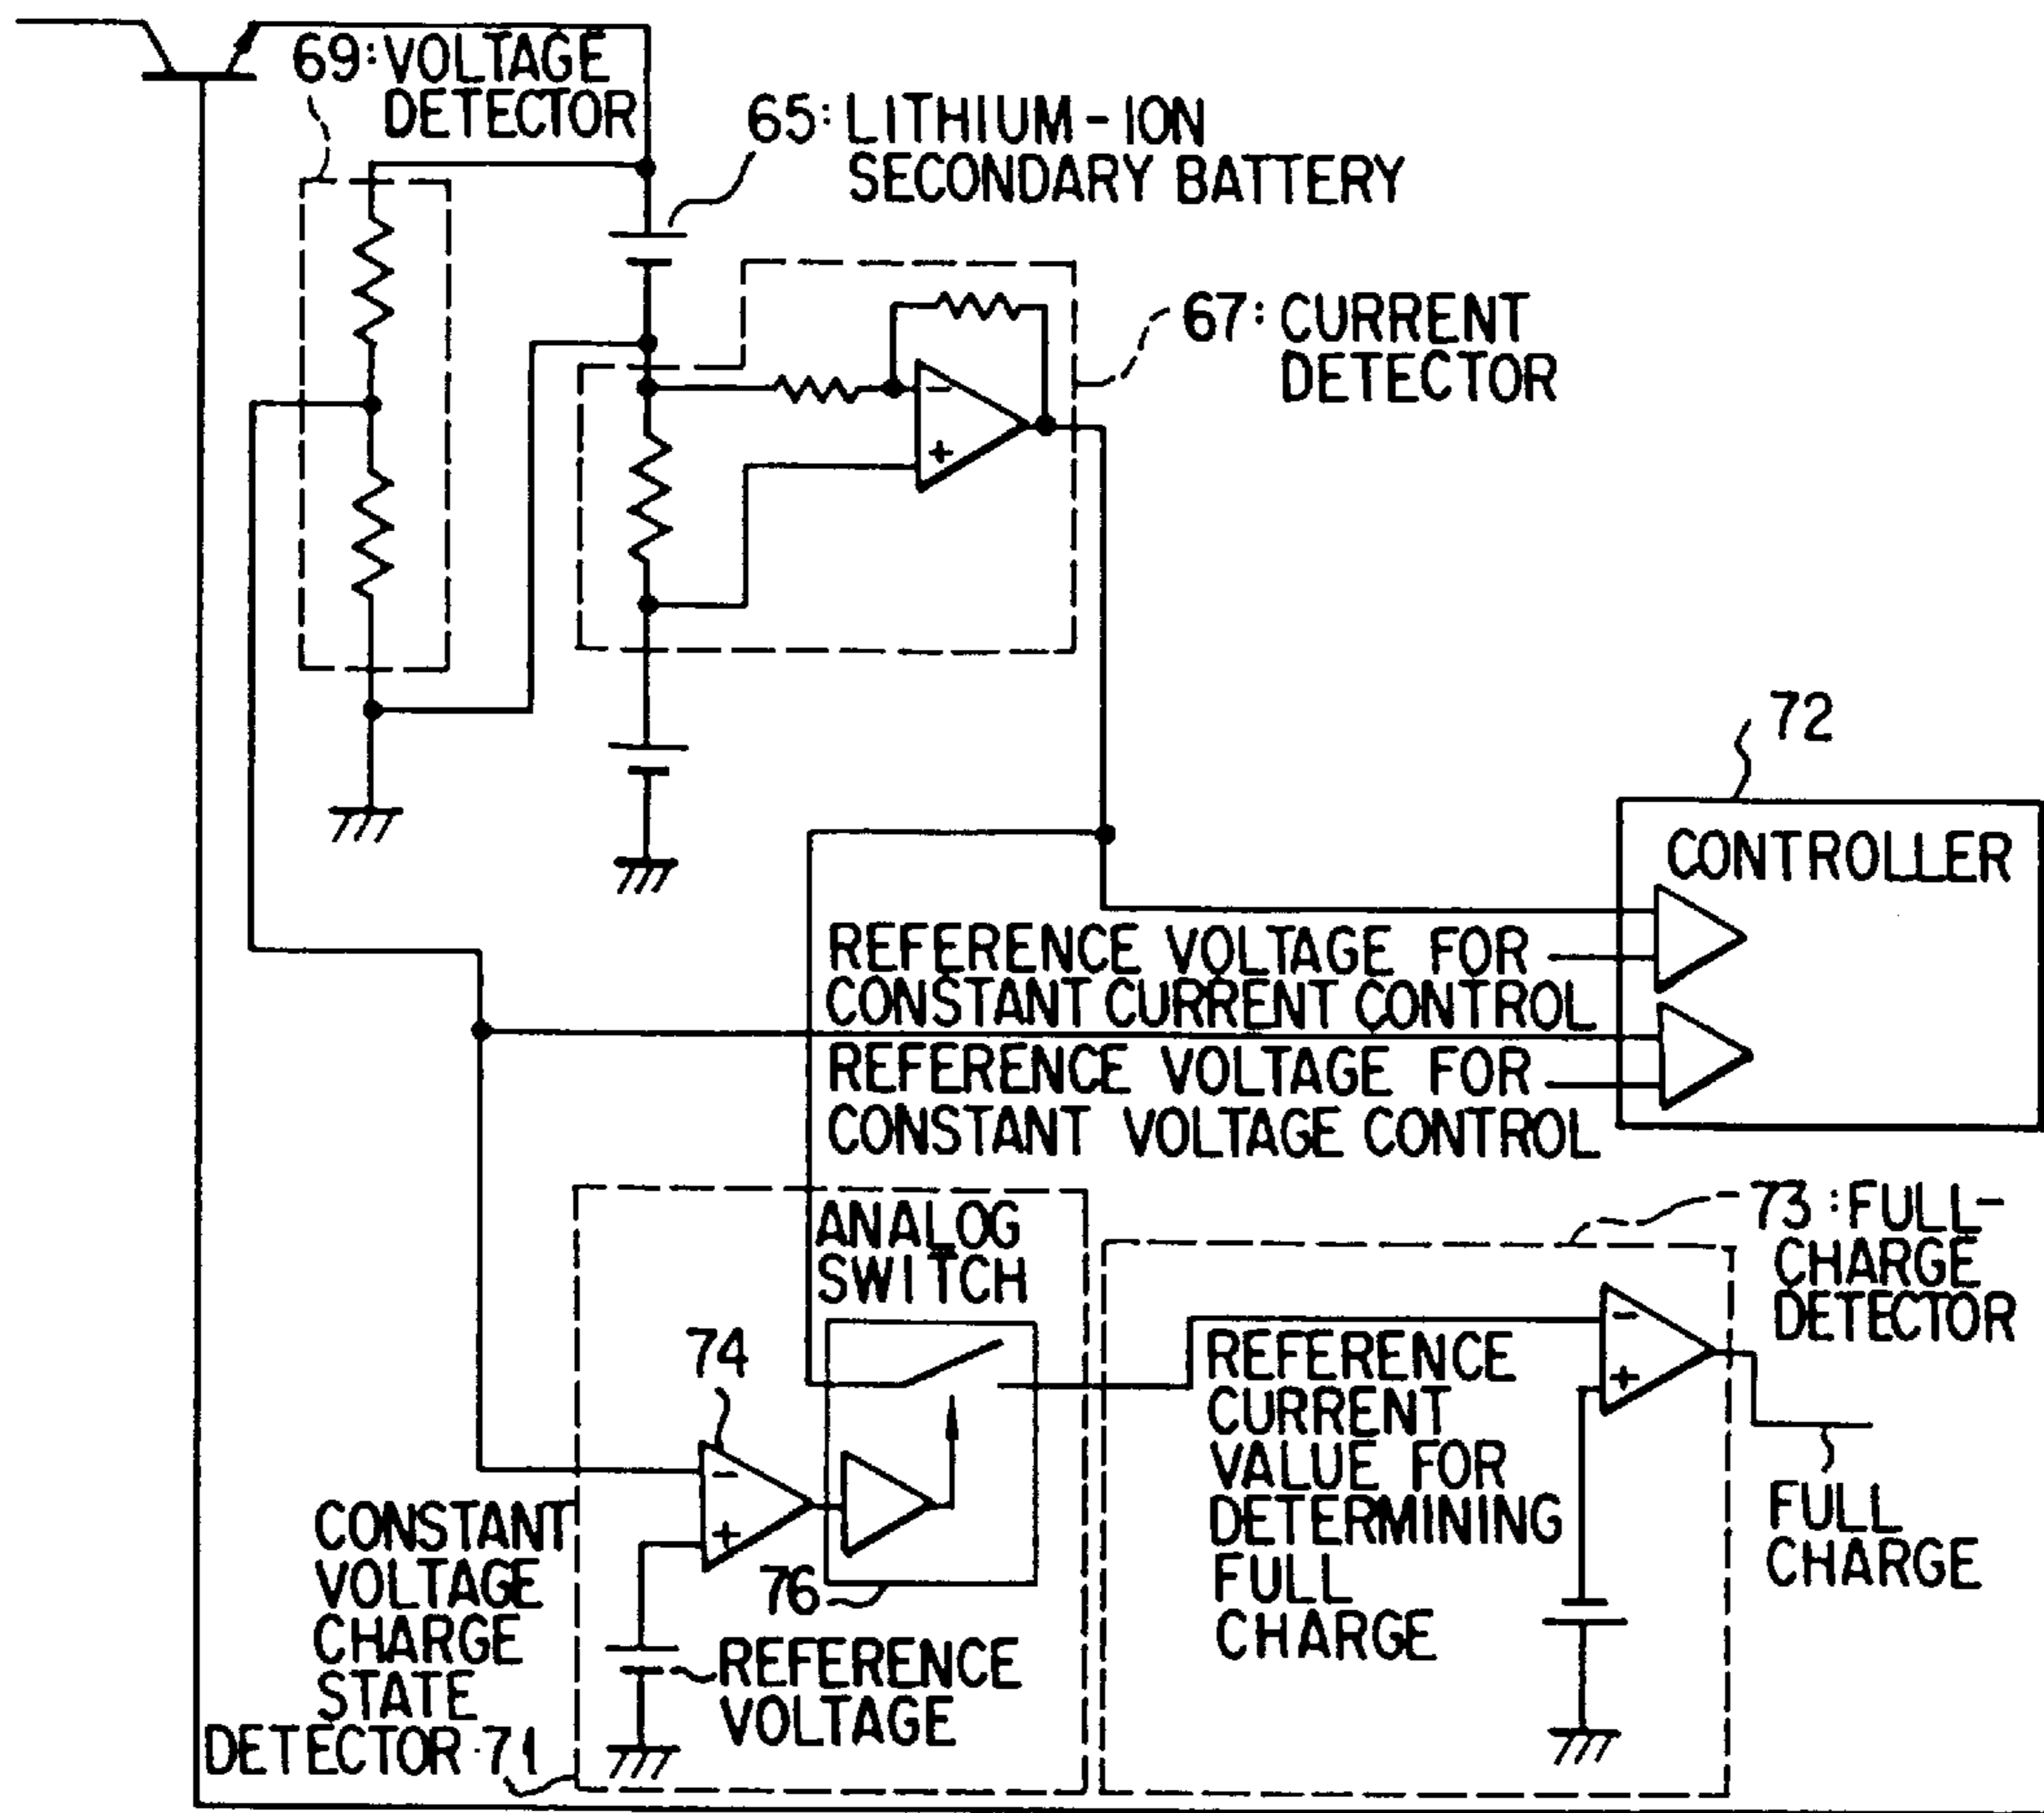 69:VOLTAGE
DETECTOR
65:LITHIUM-ION
SECONDARY BATTERY
67:CURRENT
DETECTOR
-
+
72
CONTROLLER
REFERENCE VOLTAGE FOR
CONSTANT CURRENT CONTROL
REFERENCE VOLTAGE FOR
CONSTANT VOLTAGE CONTROL
73:FULL-
CHARGE
DETECTOR
ANALOG
SWITCH
-
+
74
REFERENCE
CURRENT
VALUE FOR
DETERMINING
FULL
CHARGE
-
+
FULL
CHARGE
CONSTANT
VOLTAGE
CHARGE
STATE
DETECTOR 71
76
REFERENCE
VOLTAGE